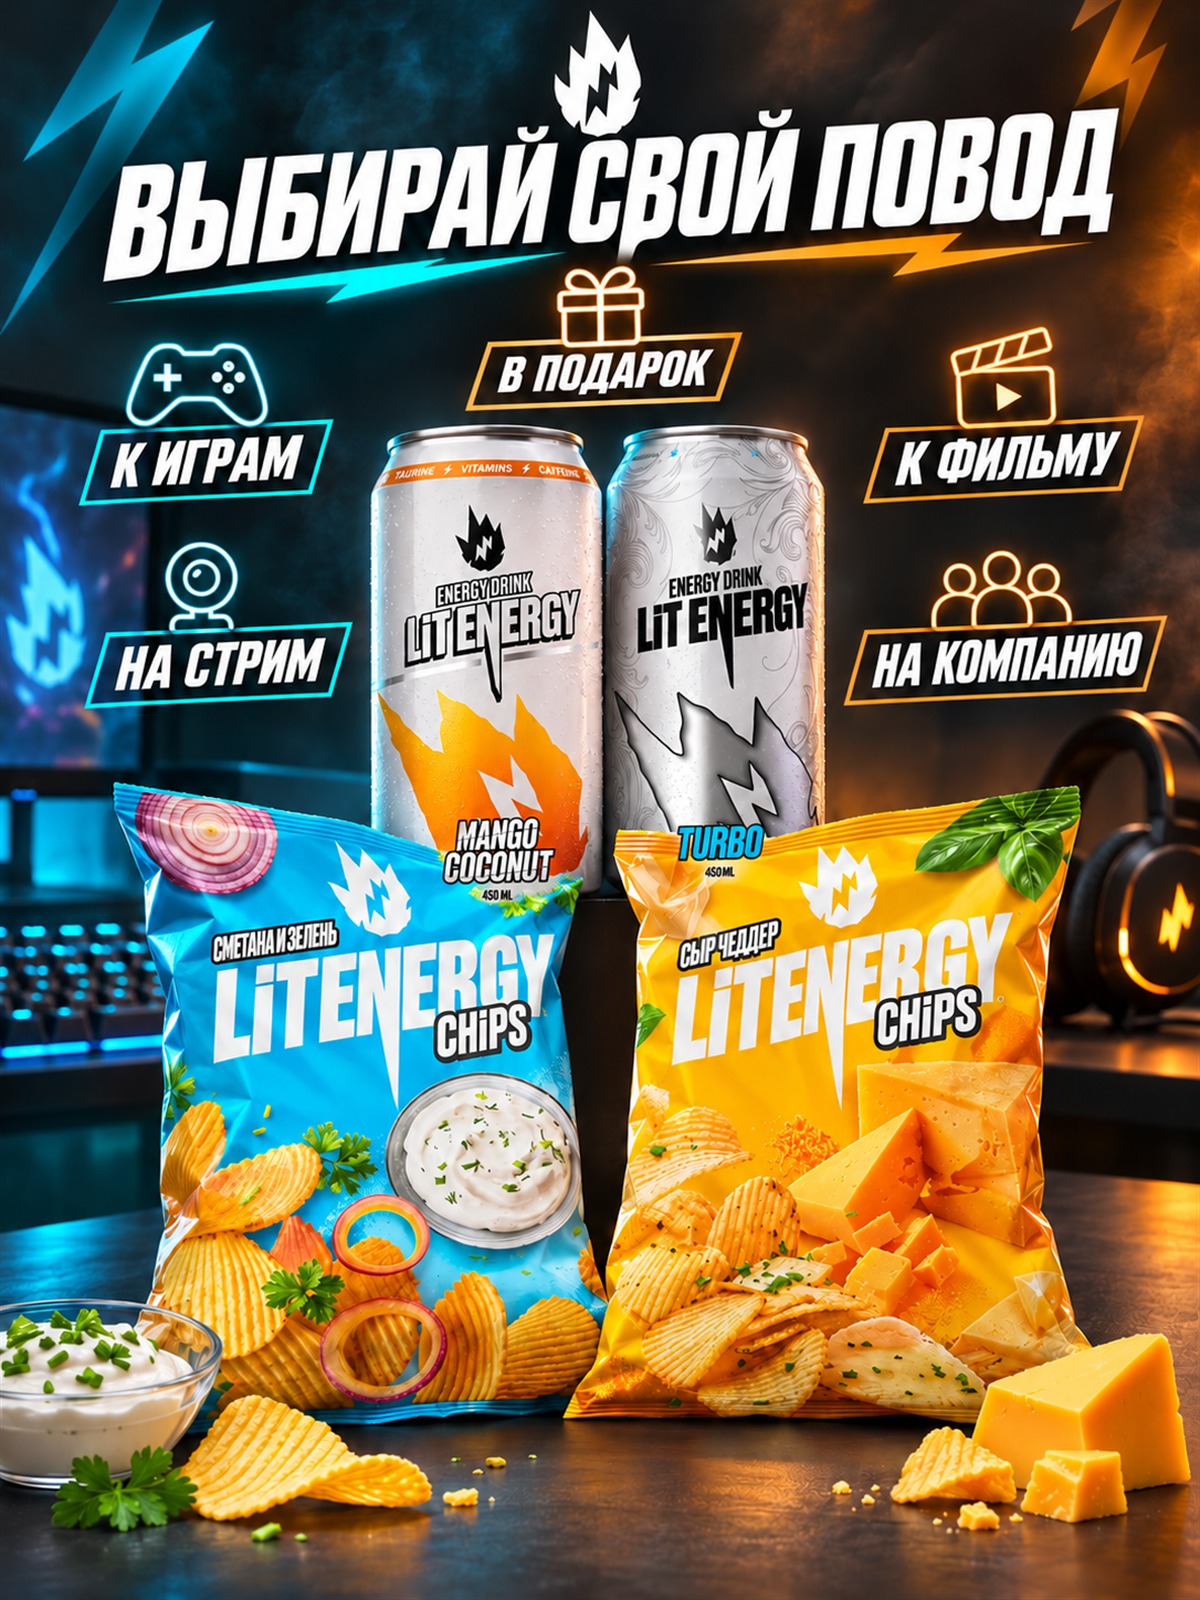 ВЫБИРАЙ СВОЙ ПОВОД
В ПОДАРОК
К ИГРАМ
К ФИЛЬМУ
НА СТРИМ
НА КОМПАНИЮ
TAURINE VITAMINS CAFFEINE
ENERGY DRINK
LiT ENERGY
MANGO
COCONUT
450 ML
ENERGY DRINK
LiT ENERGY
TURBO
450 ML
СМЕТАНА И ЗЕЛЕНЬ
LiTENERGY
CHiPS
СЫР ЧЕДДЕР
LiTENERGY
CHiPS